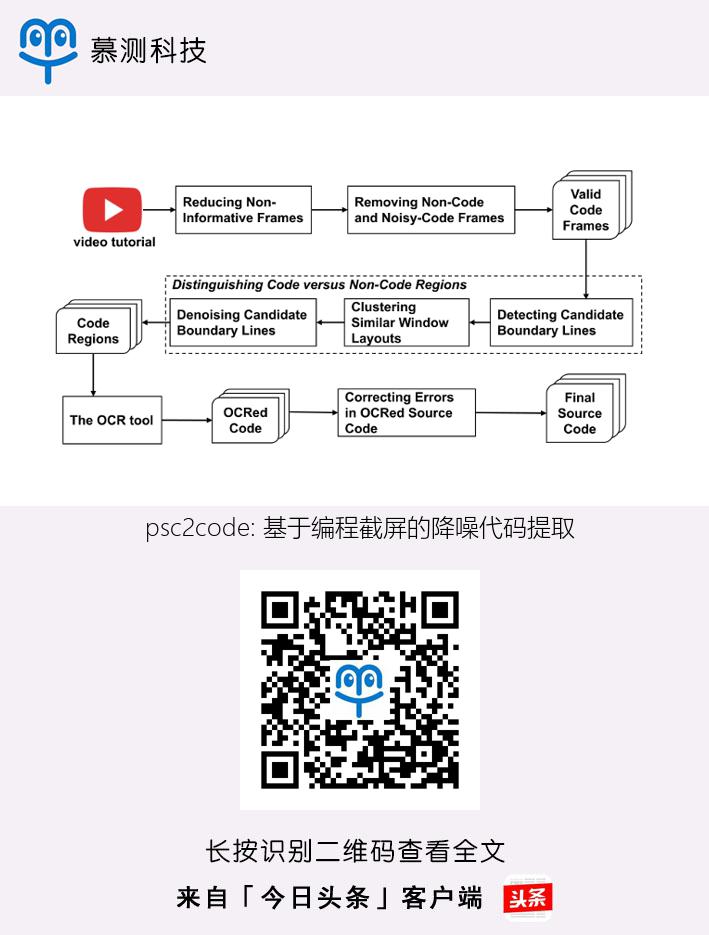 慕测科技
video tutorial
Reducing Non-
Informative Frames
Removing Non-Code
and Noisy-Code Frames
Valid
Code
Frames
Distinguishing Code versus Non-Code Regions
Detecting Candidate
Boundary Lines
Clustering
Similar Window
Layouts
Denoising Candidate
Boundary Lines
Code
Regions
The OCR tool
OCRed
Code
Correcting Errors
in OCRed Source
Code
Final
Source
Code
psc2code: 基于编程截屏的降噪代码提取
长按识别二维码查看全文
来自「今日头条」客户端
头条